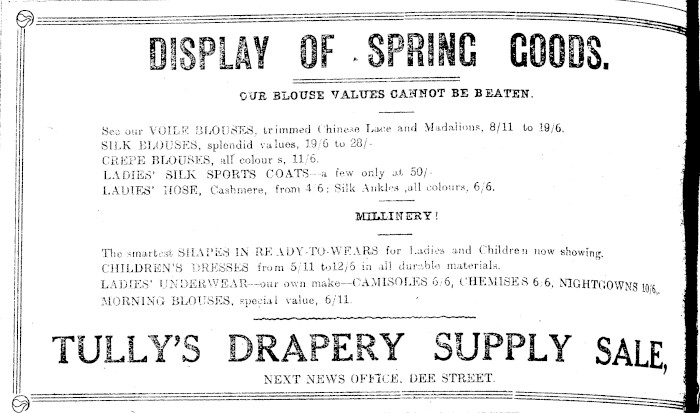 DISPLAY OF SPRING GOODS.
OUR BLOUSE VALUES CANNOT BE BEATEN.
See our VOILE BLOUSES, trimmed Chinese Lace and Madalions, 8/11 to 19/6.
SILK BLOUSES, splendid values, 19/6 to 28/-
CREPE BLOUSES, all colour s, 11/6.
LADIES' SILK SPORTS COATS—a few only at 50/-
LADIES' HOSE, Cashmere, from 4 6; Silk Ankles ,all colours, 6/6.
MILLINERY!
The smartest SHAPES IN READY-TO-WEARS for Ladies and Children now showing.
CHILDREN'S DRESSES from 5/11 to12/6 in all durable materials.
LADIES' UNDERWEAR—our own make—CAMISOLES 6/6, CHEMISES 6.6, NIGHTGOWNS 10/6,
MORNING BLOUSES, special value, 6/11.
TULLY'S DRAPERY SUPPLY SALE,
NEXT NEWS OFFICE, DEE STREET.